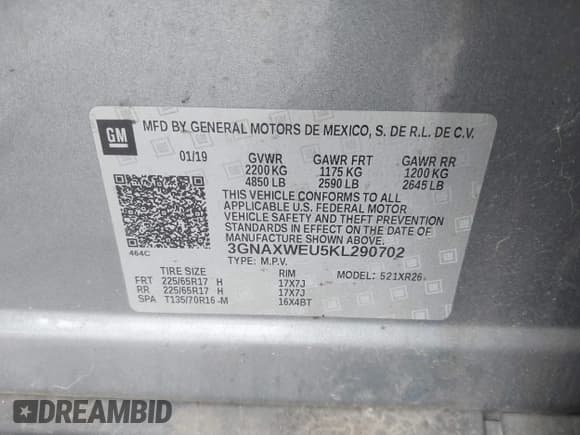 GM
MFD BY GENERAL MOTORS DE MEXICO, S. DE R.L. DE C.V.
01/19 GVWR GAWR FRT GAWR RR
2200 KG 1175 KG 1200 KG
4850 LB 2590 LB 2645 LB
THIS VEHICLE CONFORMS TO ALL
APPLICABLE U.S. FEDERAL MOTOR
VEHICLE SAFETY AND THEFT PREVENTION
STANDARDS IN EFFECT ON THE DATE OF
MANUFACTURE SHOWN ABOVE.
464C
3GNAXWEU5KL290702
TYPE: M.P.V. MODEL: 521XR26
TIRE SIZE RIM
FRT 225/65R17 H 17X7J
RR 225/65R17 H 17X7J
SPA T135/70R16 -M 16X4BT
DREAMBID